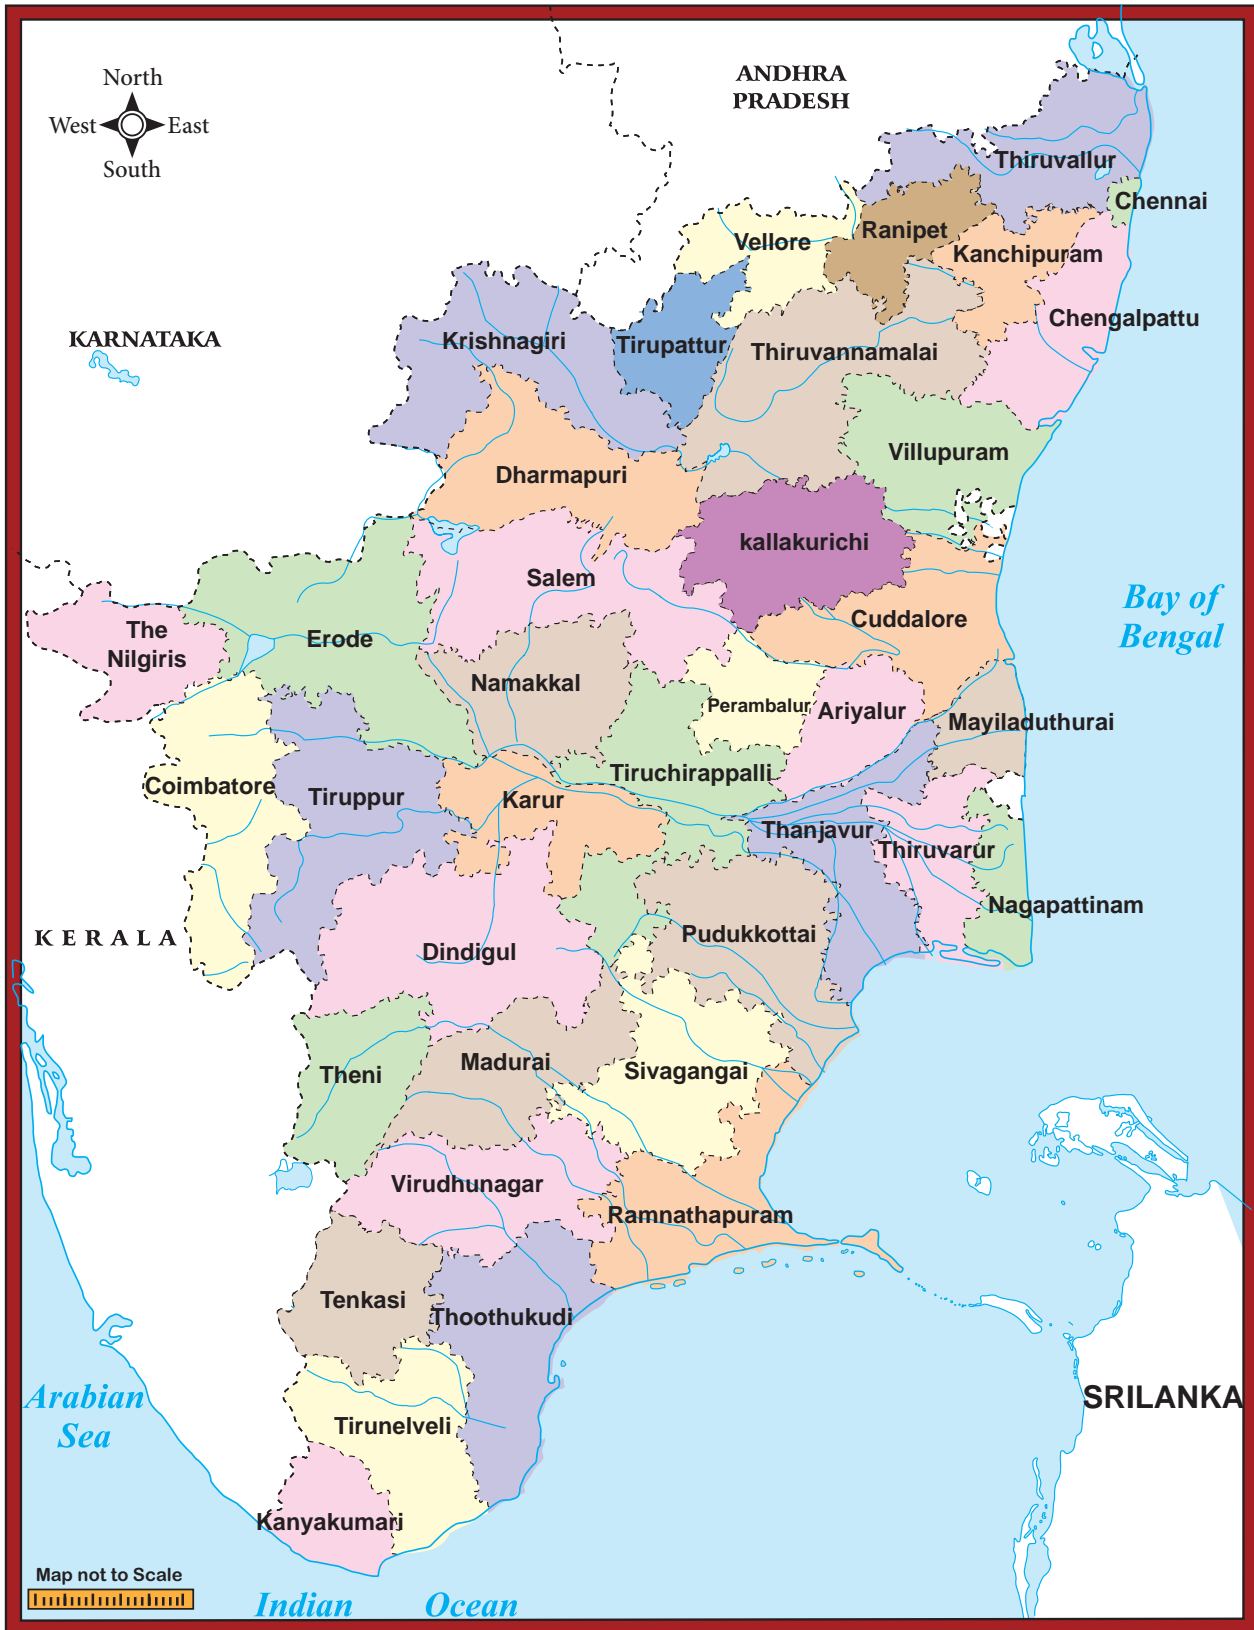 North
West
East
South
ANDHRA
PRADESH
Thiruvallur
Chennai
Ranipet
Vellore
Kanchipuram
Chengalpattu
KARNATAKA
Krishnagiri
Tirupattur
Thiruvannamalai
Villupuram
Dharmapuri
kallakurichi
Salem
Bay of
Bengal
Cuddalore
The
Nilgiris
Erode
Namakkal
Perambalur
Ariyalur
Mayiladuthurai
Coimbatore
Tiruppur
Karur
Tiruchirappalli
Thanjavur
Thiruvarur
Nagapattinam
KERALA
Dindigul
Pudukkottai
Theni
Madurai
Sivagangai
Virudhunagar
Ramnathapuram
Tenkasi
Thoothukudi
Arabian
Sea
SRILANKA
Tirunelveli
Kanyakumari
Map not to Scale
Indian Ocean